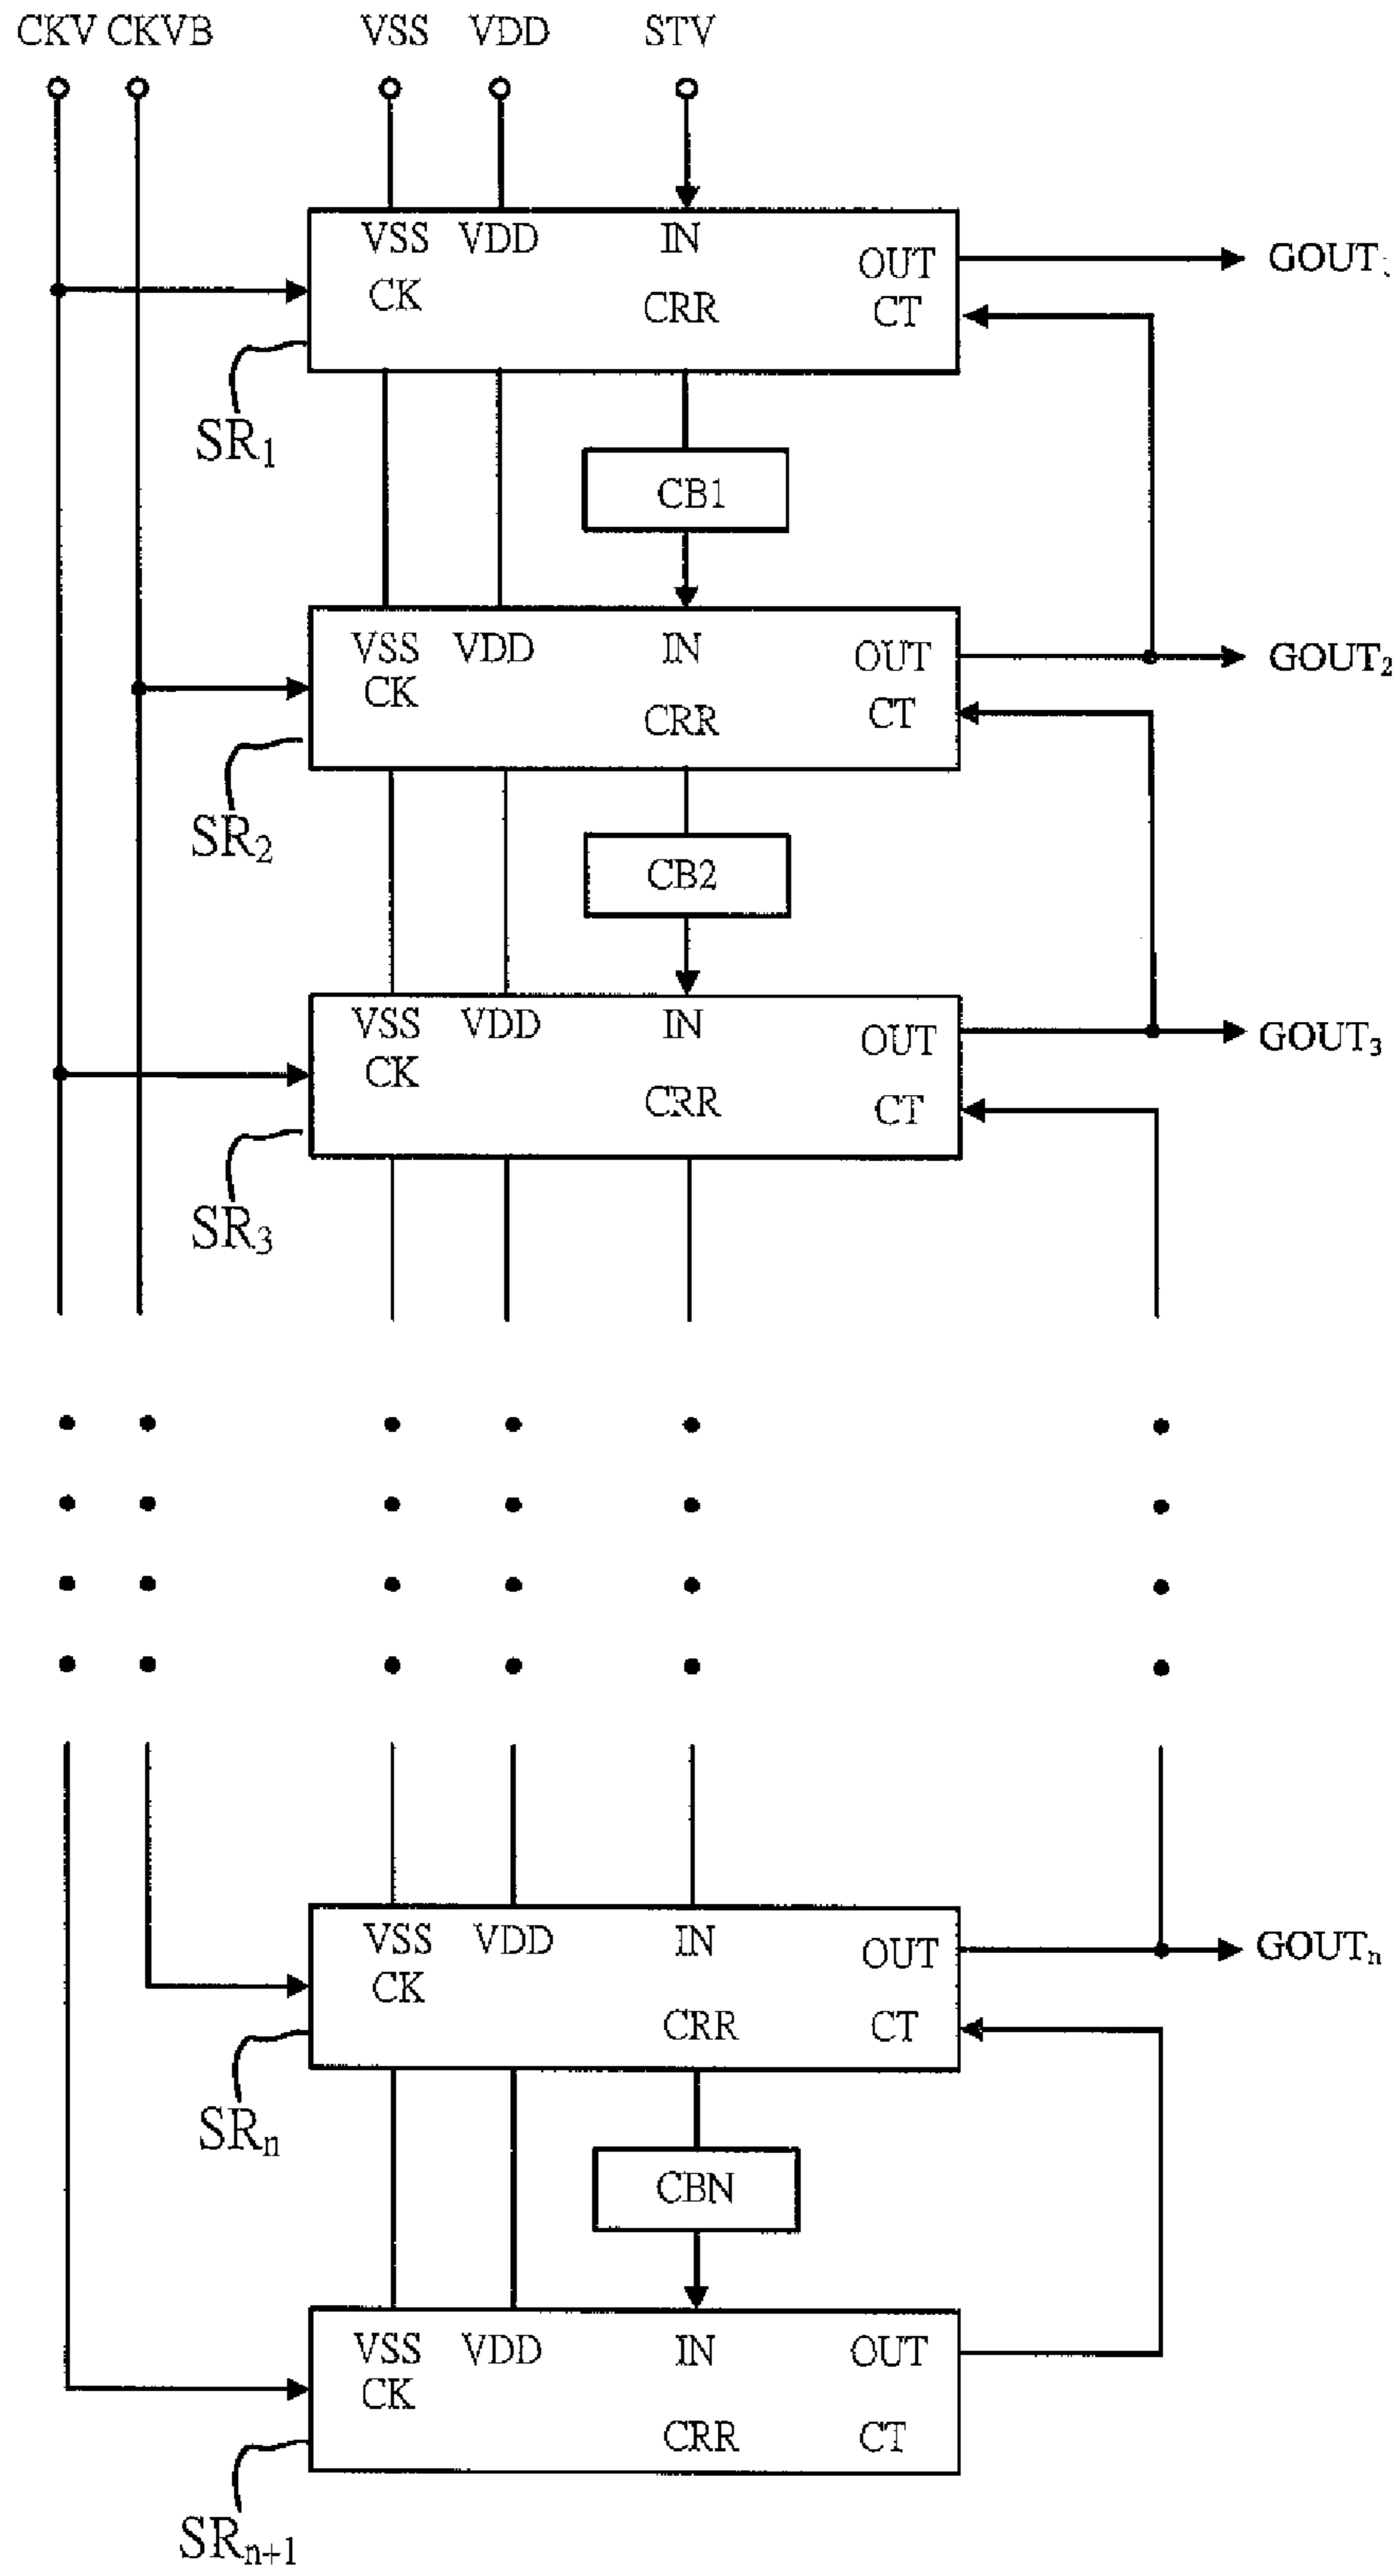 CKV CKVB VSS VDD STV
VSS VDD IN
OUT
CK CRR CT
GOUT
SR1
CB1
VSS VDD IN OUT
CK CRR CT
GOUT2
SR2
CB2
VSS VDD IN OUT
CK CRR CT
GOUT3
SR3
VSS VDD IN OUT
CK CRR CT
GOUTn
SRn
CBN
VSS VDD IN OUT
CK
CRR CT
SRn+1